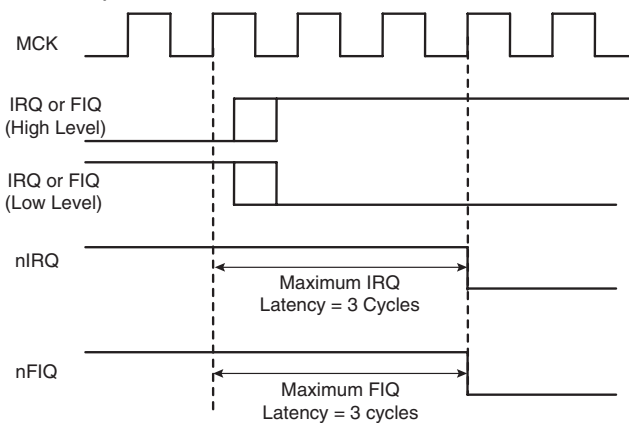 MCK
IRQ or FIQ
(High Level)
IRQ or FIQ
(Low Level)
nIRQ
Maximum IRQ
Latency = 3 Cycles
nFIQ
Maximum FIQ
Latency = 3 cycles